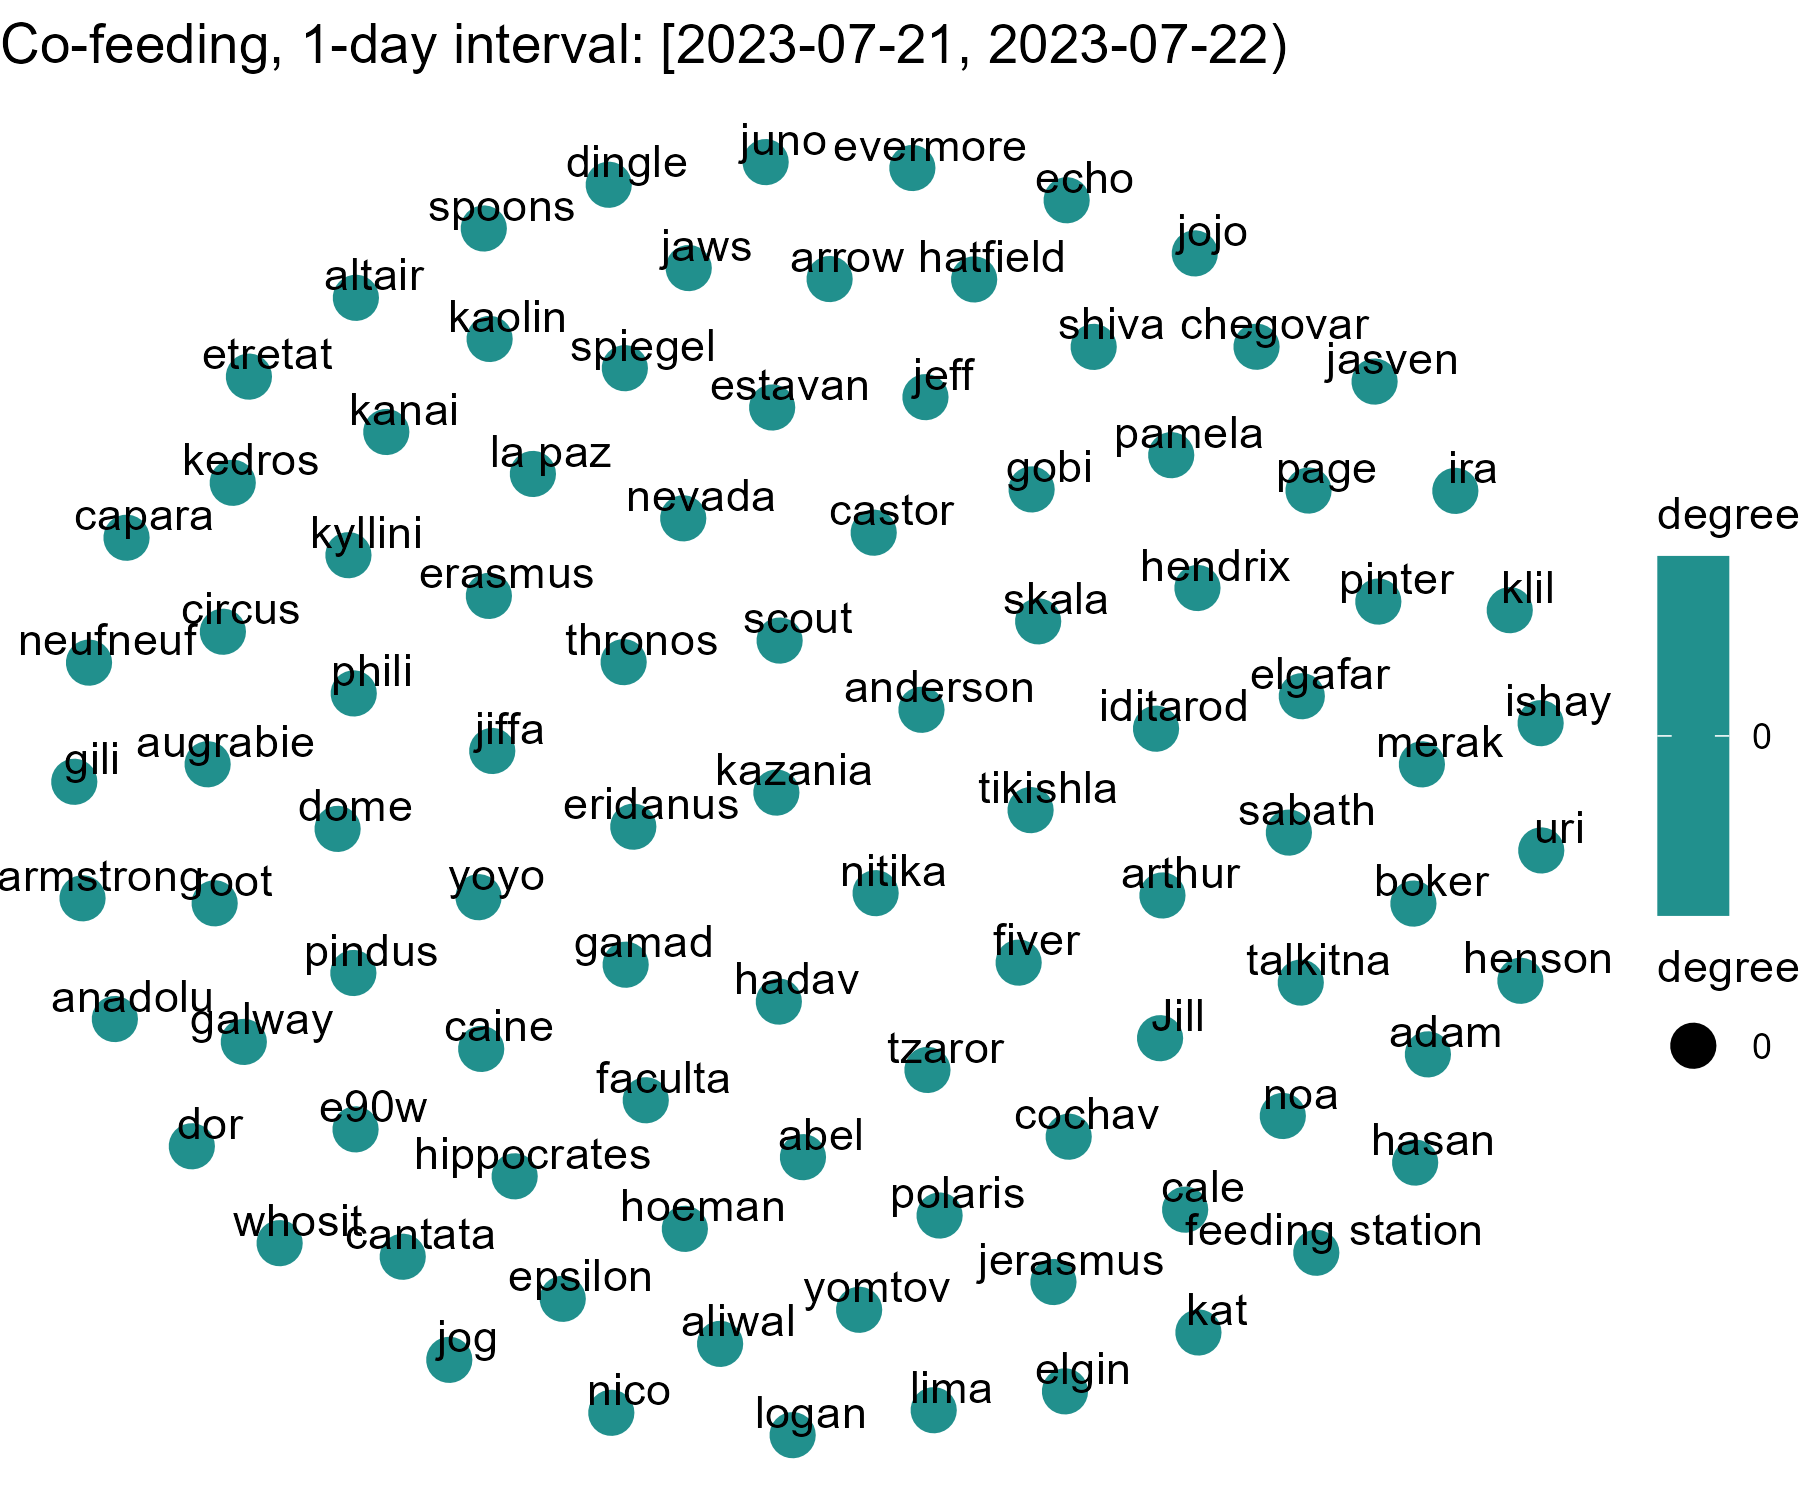 Co-feeding, 1-day interval: [2023-07-21, 2023-07-22)
juno
evermore
dingle
echo
spoons
jojo
jaws
arrow
hatfield
altair
kaolin
shiva
chegovar
spiegel
etretat
jasven
jeff
estavan
kanai
pamela
la paz
kedros
gobi
page
ira
nevada
castor
capara
kyllini
erasmus
hendrix
pinter
klil
skala
circus
scout
neufneuf
thronos
phili
elgafar
anderson
iditarod
ishay
jiffa
augrabie
merak
gili
kazania
tikishla
eridanus
dome
sabath
uri
armstrong
root
yoyo
nitika
arthur
boker
gamad
fiver
pindus
talkitna
henson
hadav
anadolu
galway
caine
Jill
adam
tzaror
faculta
noa
e90w
cochav
dor
abel
hasan
hippocrates
cale
polaris
hoeman
whosit
cantata
feeding station
jerasmus
epsilon
yomtov
kat
aliwal
jog
elgin
nico
lima
logan
degree
0
degree
0